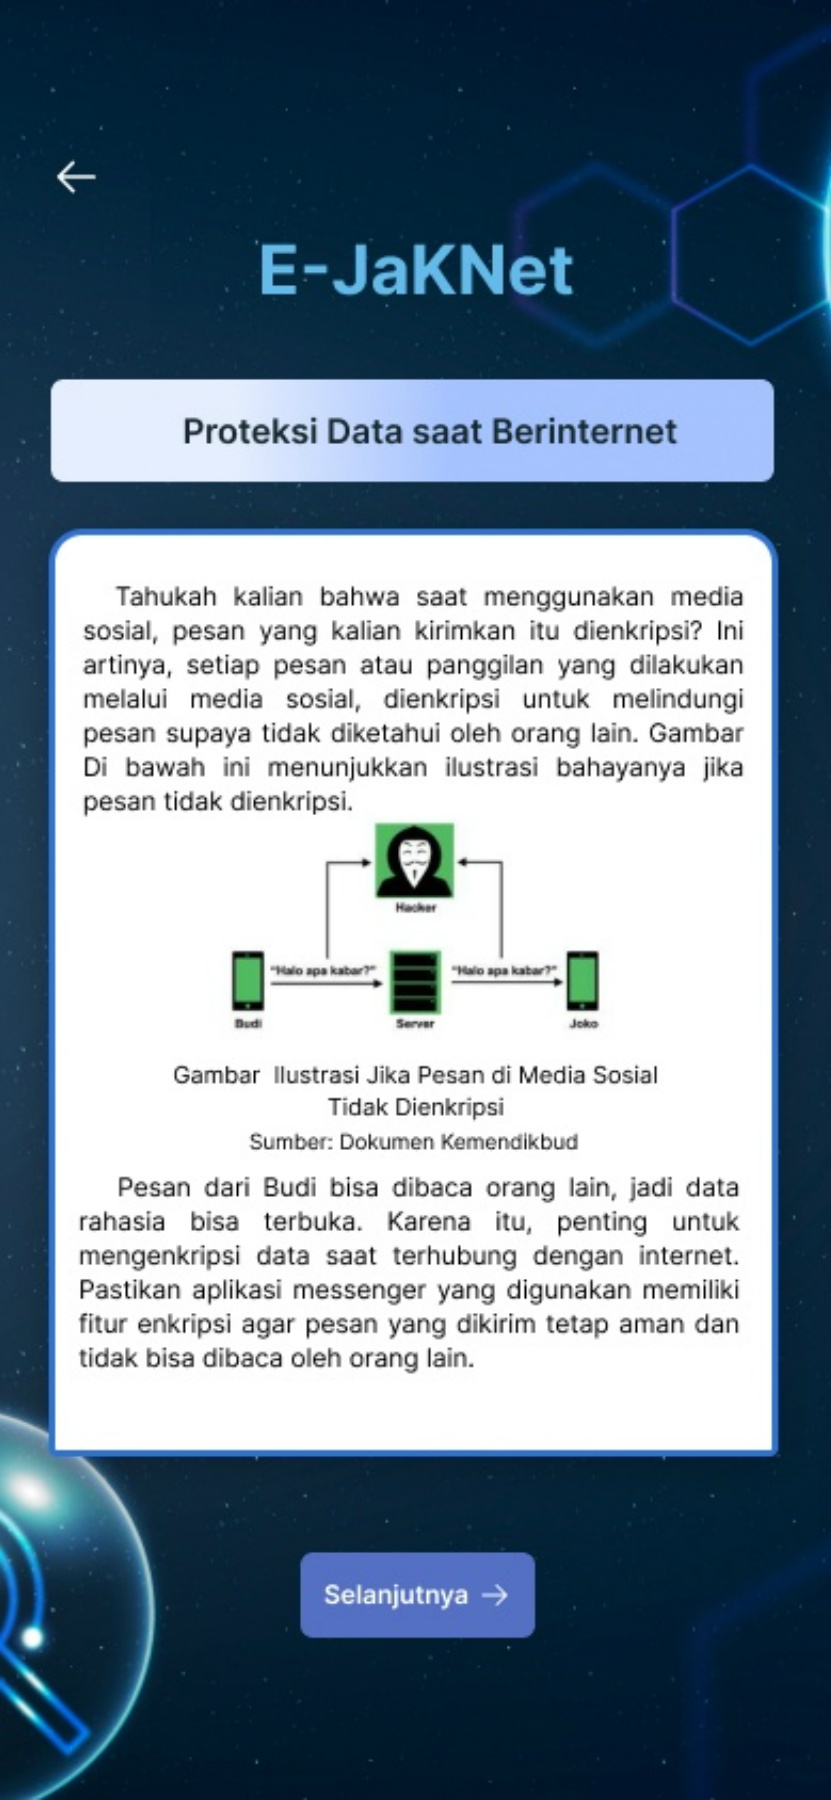 E-JaKNet
Proteksi Data saat Berinternet
Tahukah kalian bahwa saat menggunakan media
sosial, pesan yang kalian kirimkan itu dienkripsi? Ini
artinya, setiap pesan atau panggilan yang dilakukan
melalui media sosial, dienkripsi untuk melindungi
pesan supaya tidak diketahui oleh orang lain. Gambar
Di bawah ini menunjukkan ilustrasi bahayanya jika
pesan tidak dienkripsi.
Hacker
"Halo apa kabar?" "Halo apa kabar?"
Budi Server Joko
Gambar Ilustrasi Jika Pesan di Media Sosial
Tidak Dienkripsi
Sumber: Dokumen Kemendikbud
Pesan dari Budi bisa dibaca orang lain, jadi data
rahasia bisa terbuka. Karena itu, penting untuk
mengenkripsi data saat terhubung dengan internet.
Pastikan aplikasi messenger yang digunakan memiliki
fitur enkripsi agar pesan yang dikirim tetap aman dan
tidak bisa dibaca oleh orang lain.
Selanjutnya →